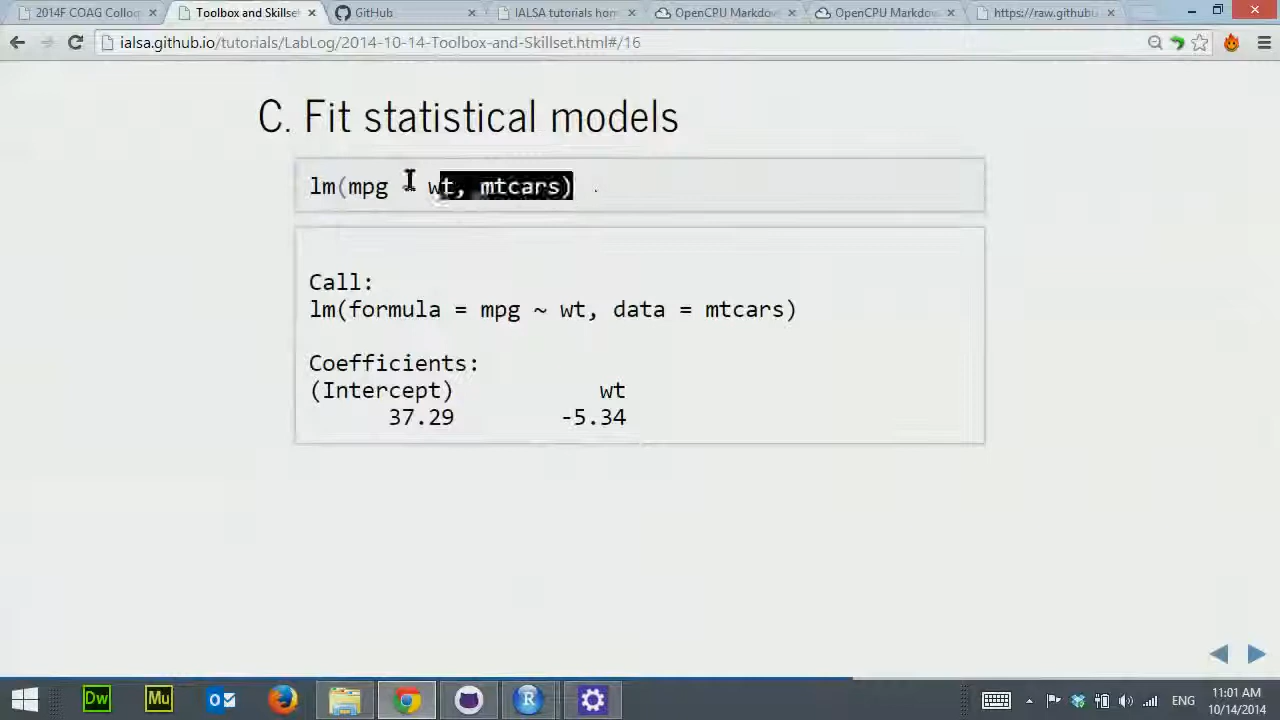 2014F COAG Colloq
Toolbox and Skillset
GitHub
IALSA tutorials hom
OpenCPU Markdow
OpenCPU Markdow
https://raw.githubu
ialsa.github.io/tutorials/LabLog/2014-10-14-Toolbox-and-Skillset.html#/16
C. Fit statistical models
lm(mpg wt, mtcars)
Call:
lm(formula = mpg ~ wt, data = mtcars)
Coefficients:
(Intercept) wt
37.29 -5.34
Dw
Mu
R
ENG
11:01 AM
10/14/2014